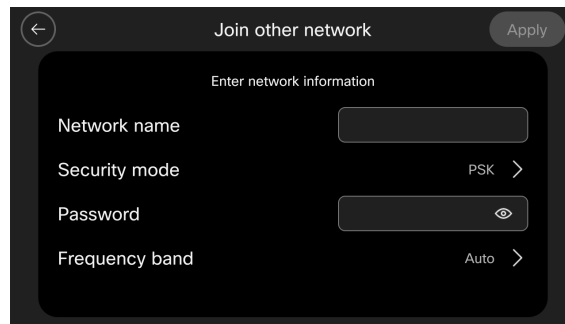 Join other network
Apply
Enter network information
Network name
Security mode
PSK
Password
Frequency band
Auto